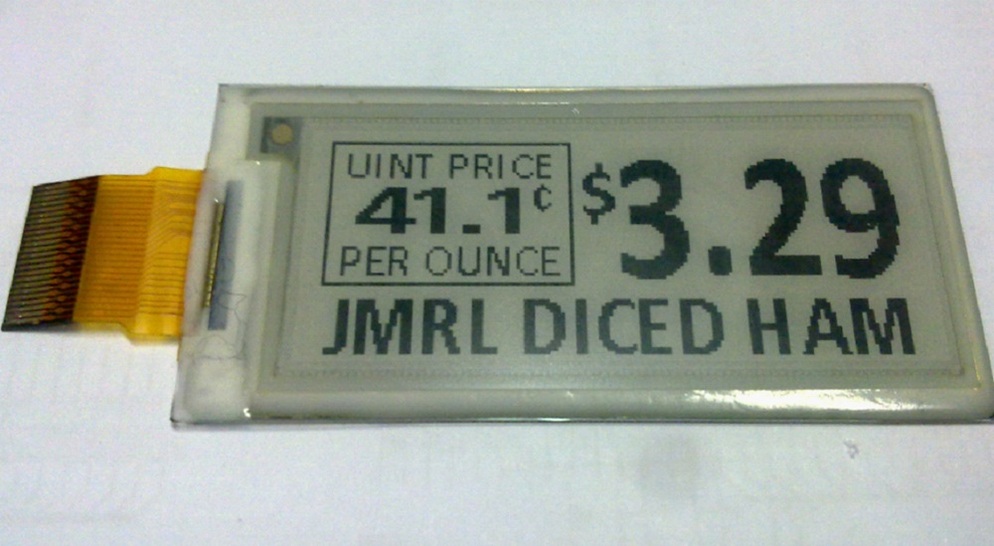 UINT PRICE
41.1¢
PER OUNCE
$3.29
JMRL DICED HAM